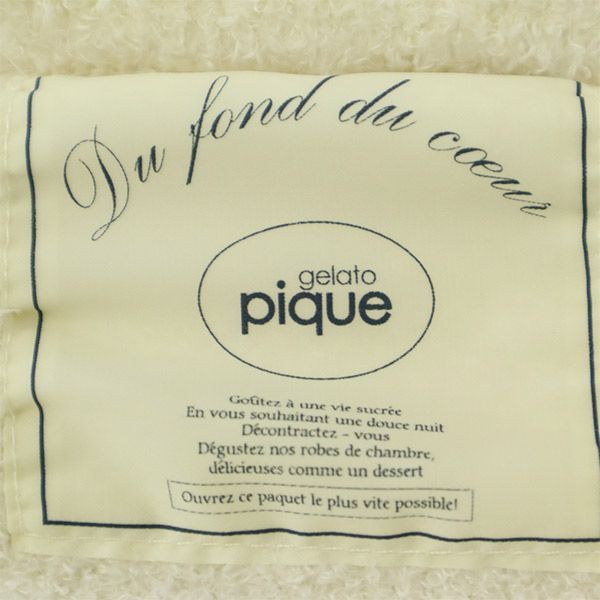 Du fond du cœur
gelato
pique
Goûtez à une vie sucrée
En vous souhaitant une douce nuit
Décontractez - vous
Dégustez nos robes de chambre,
délicieuses comme un dessert
Ouvrez ce paquet le plus vite possible!